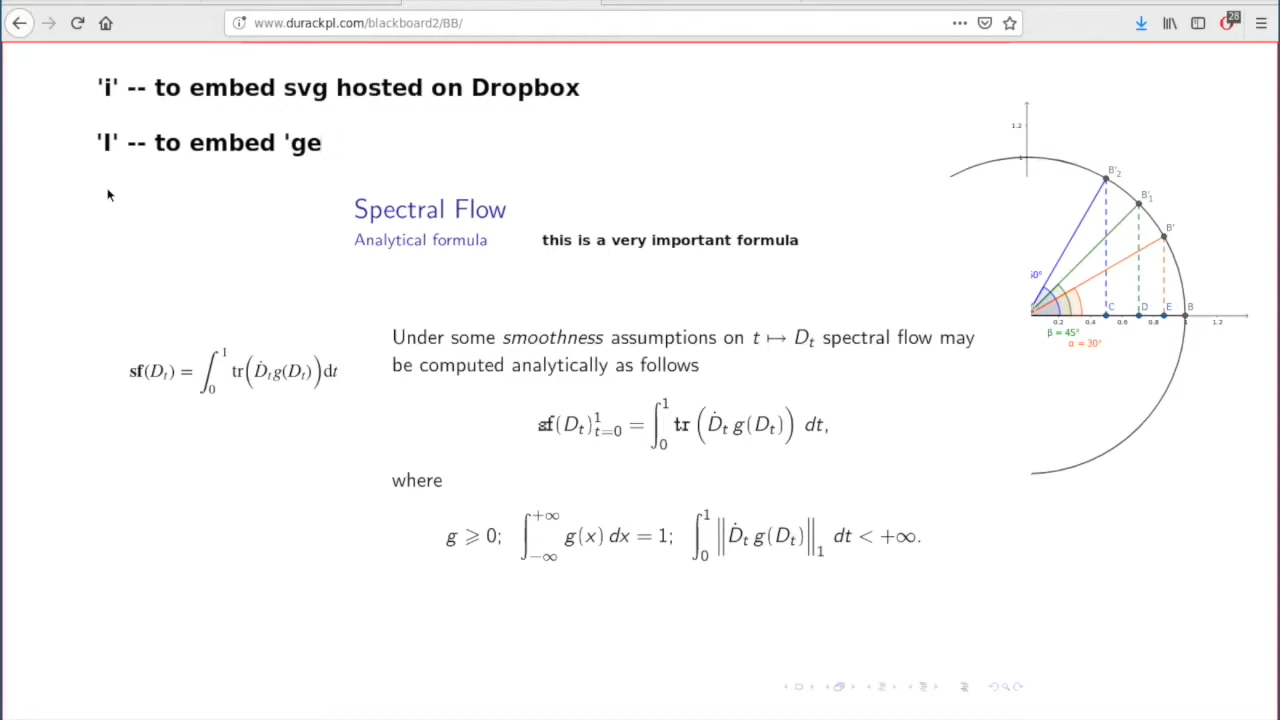 www.durackpl.com/blackboard2/BB/
28
'i' -- to embed svg hosted on Dropbox
'I' -- to embed 'ge
Spectral Flow
Analytical formula
this is a very important formula
Under some smoothness assumptions on t ↦ D_t spectral flow may
be computed analytically as follows
sf(D_t) = ∫_0^1 tr(Ḋ_t g(D_t)) dt
sf(D_t)^1_{t=0} = ∫_0^1 tr (Ḋ_t g(D_t)) dt,
where
g ⩾ 0; ∫_{−∞}^{+∞} g(x) dx = 1; ∫_0^1 ‖Ḋ_t g(D_t)‖_1 dt < +∞.
1.2
1
B'_2
B'_1
B'
60°
C D E B
0.2 0.4 0.6 0.8 1 1.2
β = 45°
α = 30°